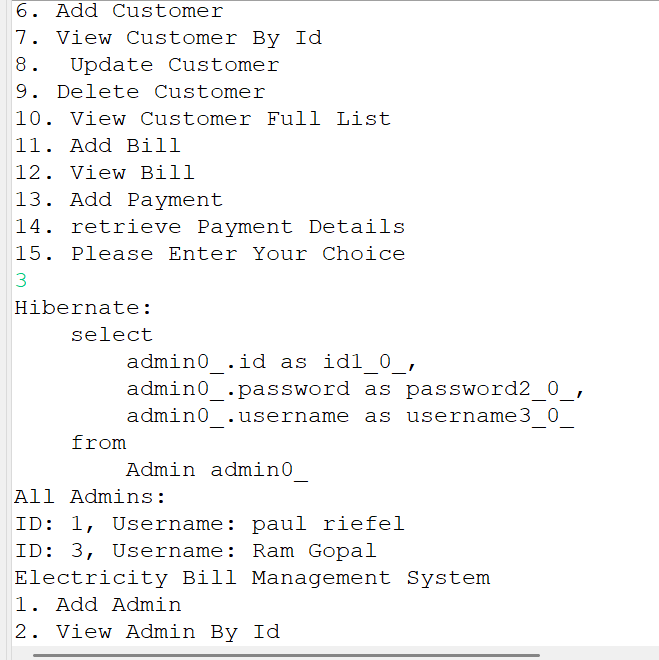 6. Add Customer
7. View Customer By Id
8.  Update Customer
9. Delete Customer
10. View Customer Full List
11. Add Bill
12. View Bill
13. Add Payment
14. retrieve Payment Details
15. Please Enter Your Choice
3
Hibernate:
    select
        admin0_.id as id1_0_,
        admin0_.password as password2_0_,
        admin0_.username as username3_0_
    from
        Admin admin0_
All Admins:
ID: 1, Username: paul riefel
ID: 3, Username: Ram Gopal
Electricity Bill Management System
1. Add Admin
2. View Admin By Id